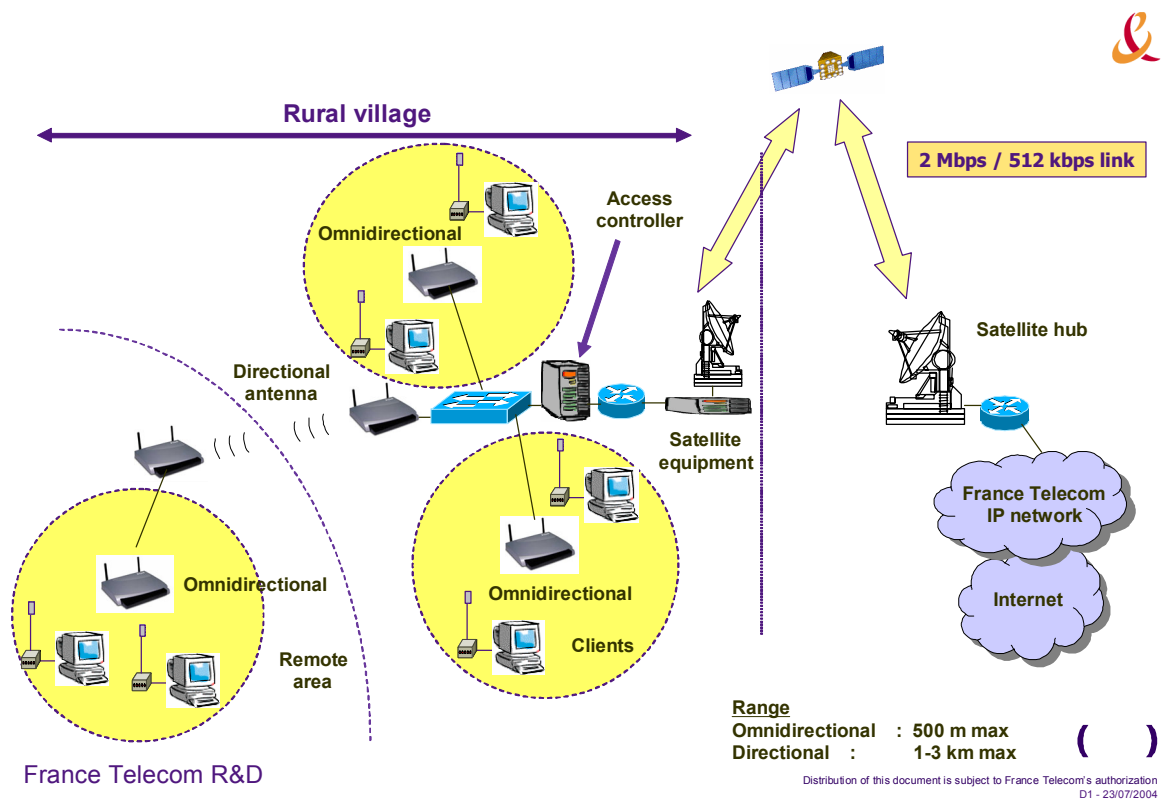 Rural village
2 Mbps / 512 kbps link
Access
controller
Omnidirectional
Satellite hub
Directional
antenna
Satellite
equipment
France Telecom
IP network
Omnidirectional
Omnidirectional
Internet
Clients
Remote
area
Range
Omnidirectional : 500 m max
Directional : 1-3 km max
( )
France Telecom R&D
Distribution of this document is subject to France Telecom's authorization
D1 - 23/07/2004